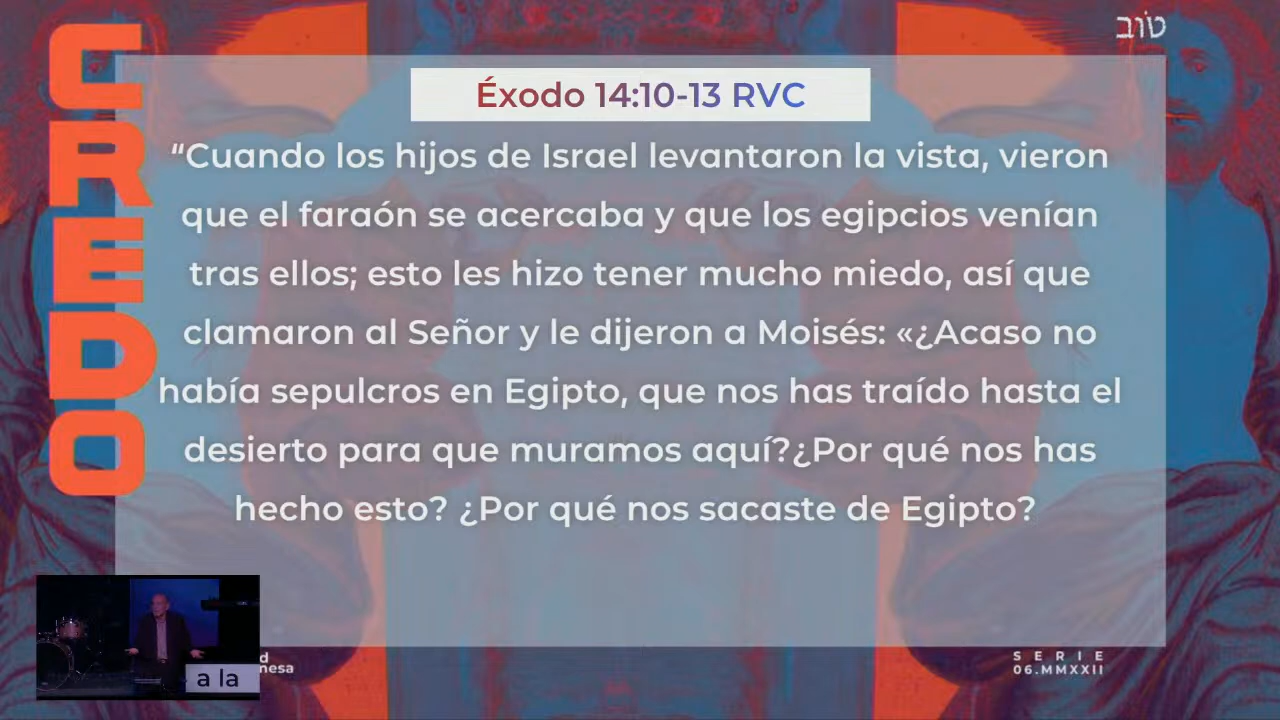 CREDO
טוֹב
Éxodo 14:10-13 RVC
“Cuando los hijos de Israel levantaron la vista, vieron
que el faraón se acercaba y que los egipcios venían
tras ellos; esto les hizo tener mucho miedo, así que
clamaron al Señor y le dijeron a Moisés: «¿Acaso no
había sepulcros en Egipto, que nos has traído hasta el
desierto para que muramos aquí?¿Por qué nos has
hecho esto? ¿Por qué nos sacaste de Egipto?
a la
SERIE
06.MMXXII